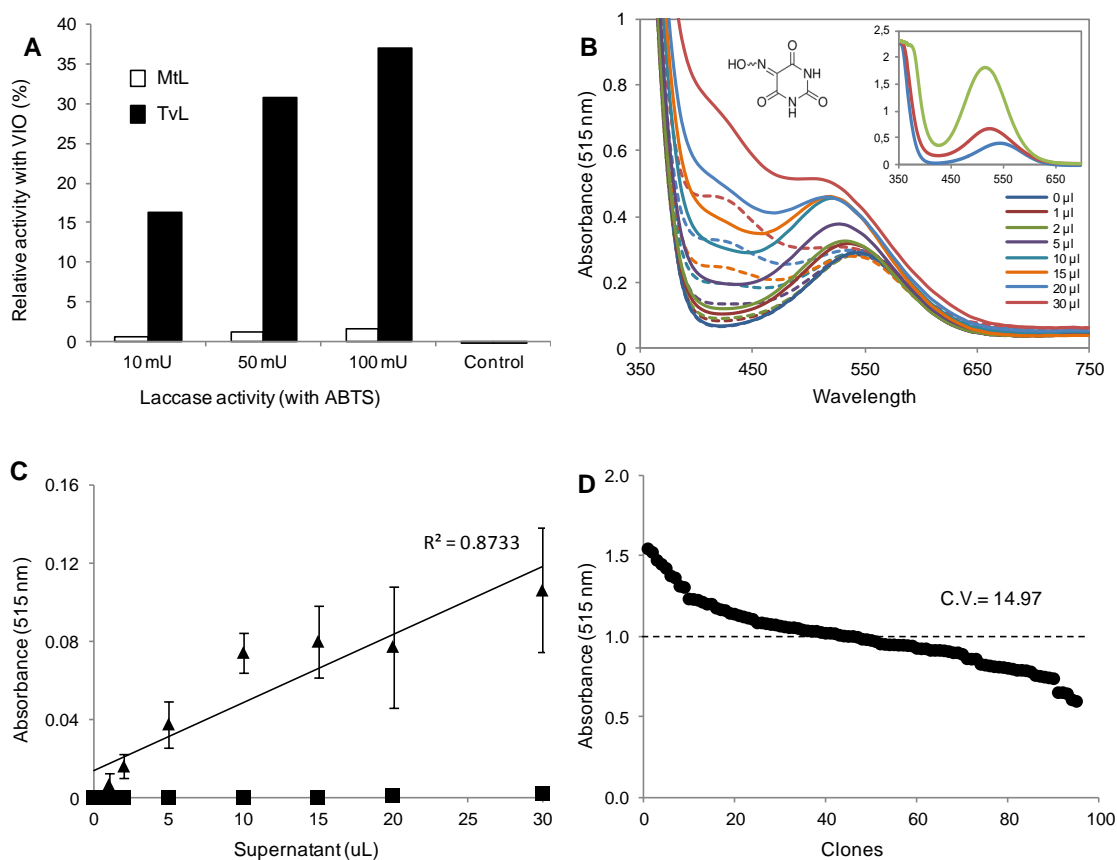 A
40
35
30
25
20
15
10
5
0
Relative activity with VIO (%)
MtL
TvL
10 mU
50 mU
100 mU
Control
Laccase activity (with ABTS)
B
1
0.8
0.6
0.4
0.2
0
Absorbance (515 nm)
350
450
550
650
750
Wavelength
HO
N
O
NH
O
N
H
O
2,5
2
1,5
1
0,5
0
350
450
550
650
0 µl
1 µl
2 µl
5 µl
10 µl
15 µl
20 µl
30 µl
C
0.16
0.12
0.08
0.04
0
Absorbance (515 nm)
R² = 0.8733
0
5
10
15
20
25
30
Supernatant (uL)
D
2.0
1.5
1.0
0.5
0.0
Absorbance (515 nm)
C.V.= 14.97
0
20
40
60
80
100
Clones